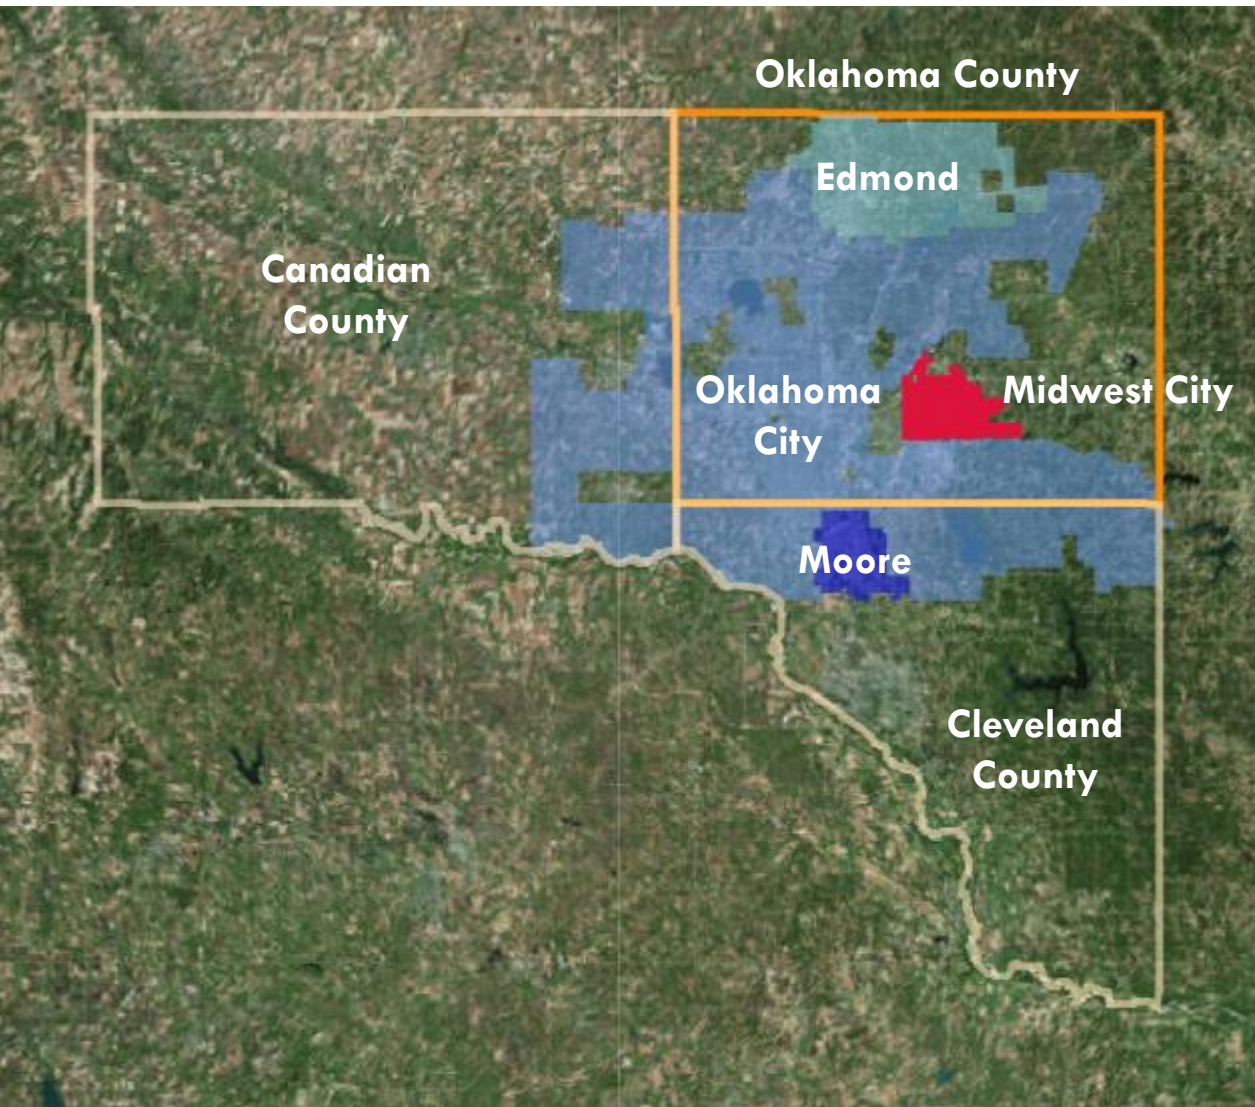 Oklahoma County
Edmond
Canadian
County
Oklahoma
City
Midwest City
Moore
Cleveland
County